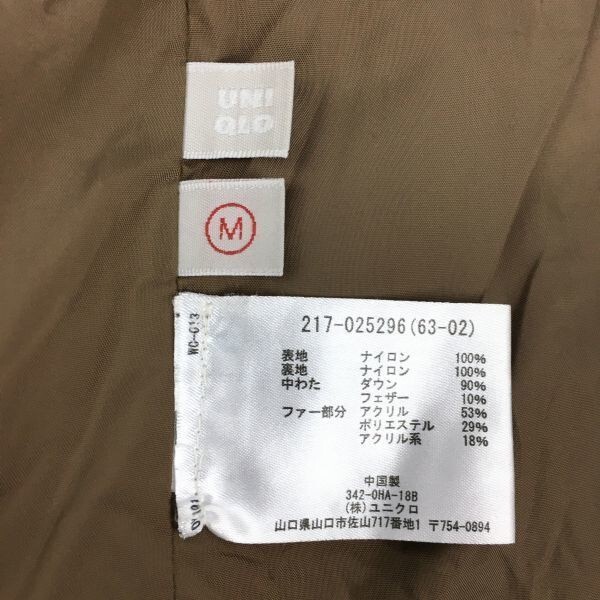 UNI
QLO
M
217-025296(63-02)
表地 ナイロン 100%
裏地 ナイロン 100%
中わた ダウン 90%
フェザー 10%
ファー部分 アクリル 53%
ポリエステル 29%
アクリル系 18%
中国製
342-OHA-18B
(株)ユニクロ
山口県山口市佐山717番地1 〒754-0894
WG-G13